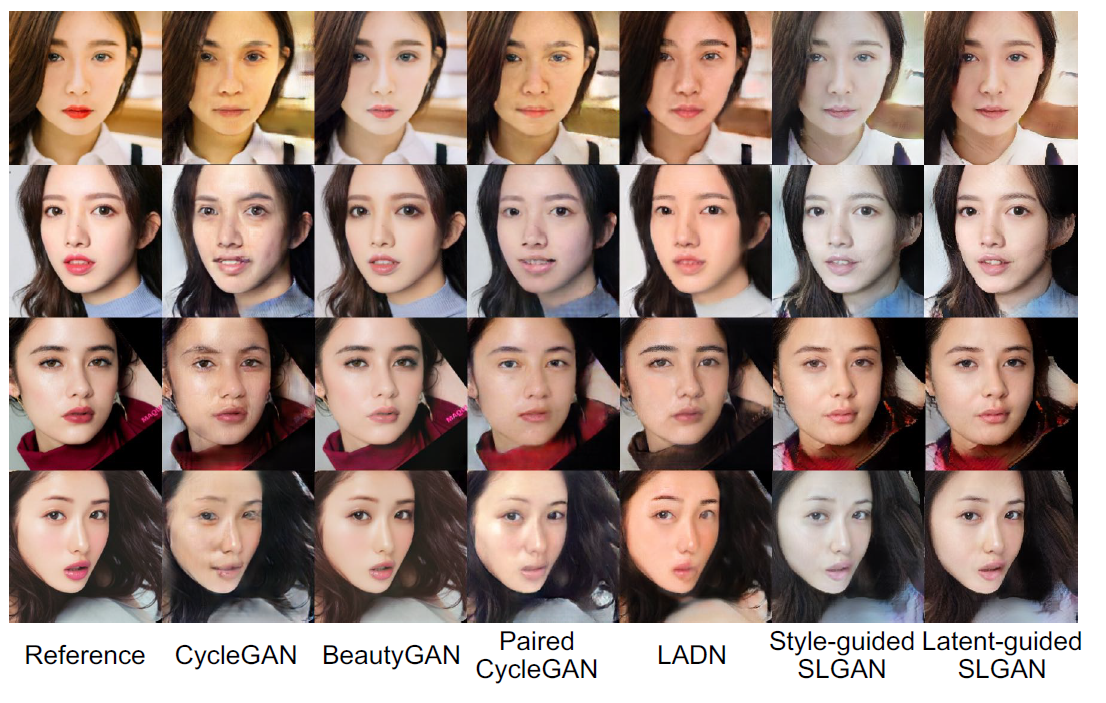 Reference
CycleGAN
BeautyGAN
Paired
CycleGAN
LADN
Style-guided
SLGAN
Latent-guided
SLGAN